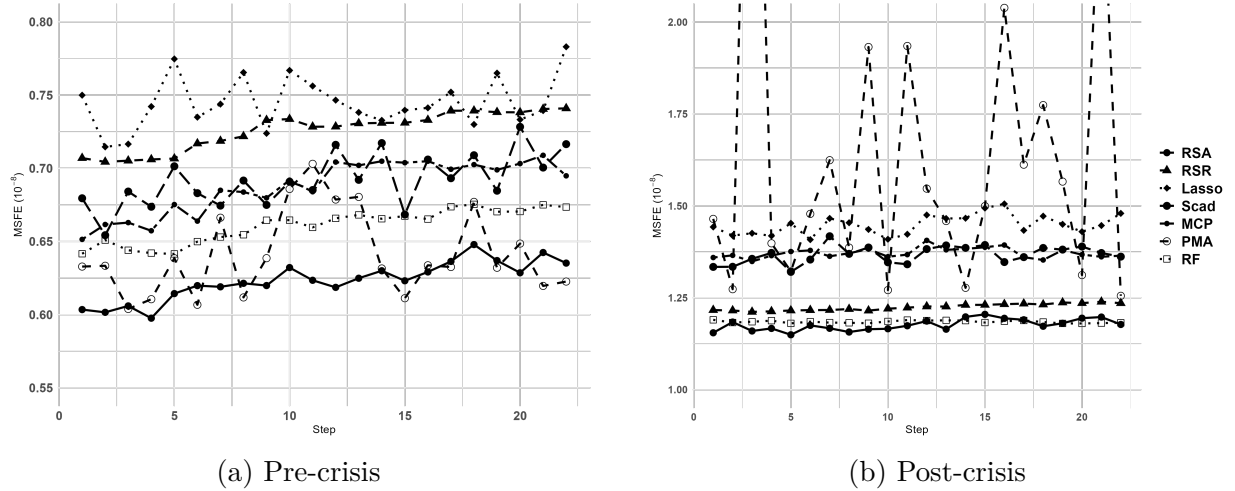 0.80
0.75
0.70
0.65
0.60
0.55
MSFE (10⁻⁸)
0 5 10 15 20
Step
(a) Pre-crisis
2.00
1.75
1.50
1.25
1.00
MSFE (10⁻⁸)
0 5 10 15 20
Step
(b) Post-crisis
RSA
RSR
Lasso
Scad
MCP
PMA
RF